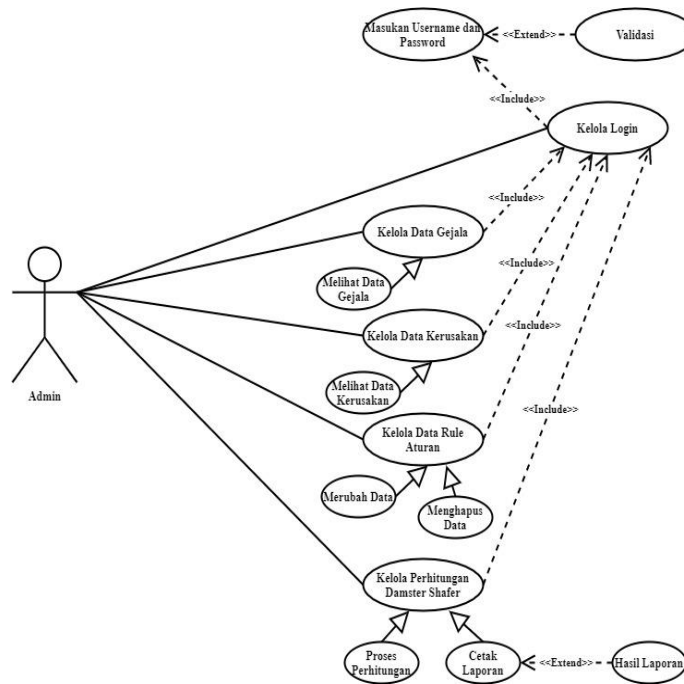 Masukan Username dan
Password
<<Extend>>
Validasi
<<Include>>
Kelola Login
<<Include>>
Kelola Data Gejala
Melihat Data
Gejala
<<Include>>
Kelola Data Kerusakan
<<Include>>
Melihat Data
Kerusakan
Admin
<<Include>>
Kelola Data Rule
Aturan
Merubah Data
Menghapus
Data
Kelola Perhitungan
Damster Shafer
Proses
Perhitungan
Cetak
Laporan
<<Extend>>
Hasil Laporan